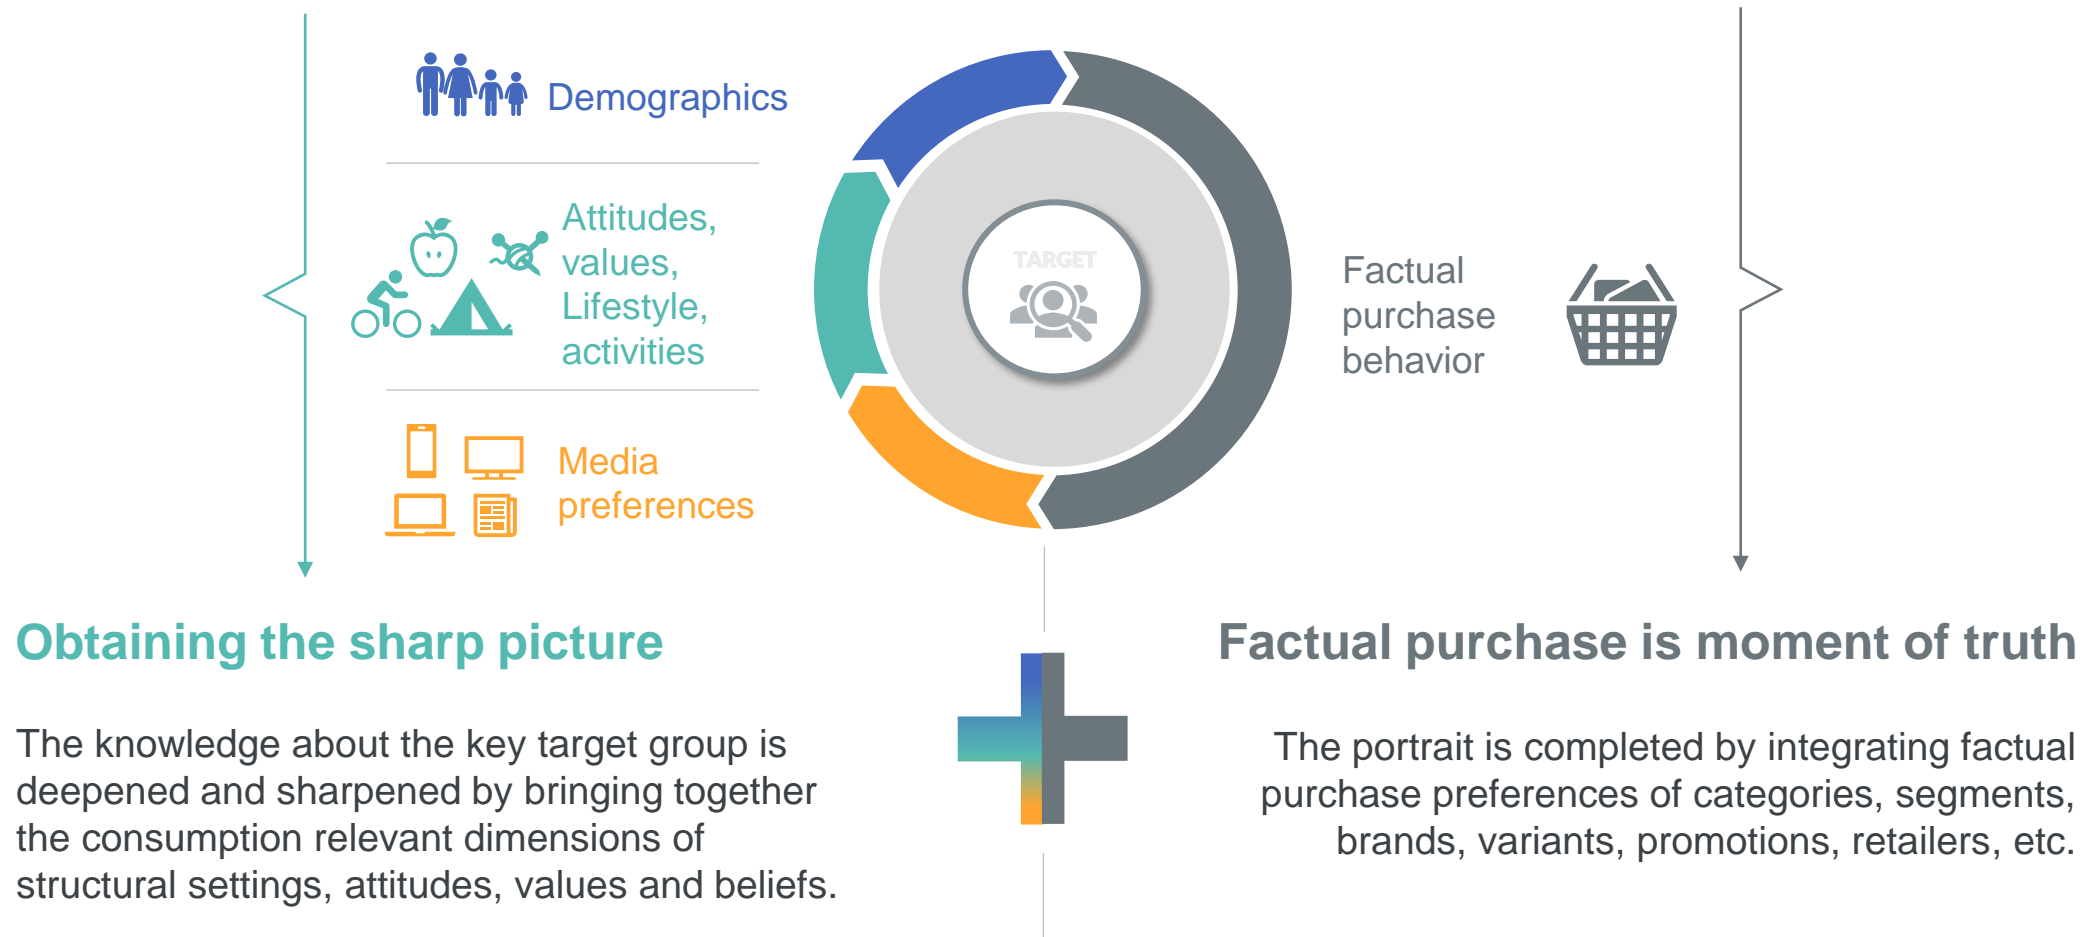 Demographics
Attitudes,
values,
Lifestyle,
activities
Media
preferences
TARGET
Factual
purchase
behavior
Obtaining the sharp picture
The knowledge about the key target group is
deepened and sharpened by bringing together
the consumption relevant dimensions of
structural settings, attitudes, values and beliefs.
Factual purchase is moment of truth
The portrait is completed by integrating factual
purchase preferences of categories, segments,
brands, variants, promotions, retailers, etc.